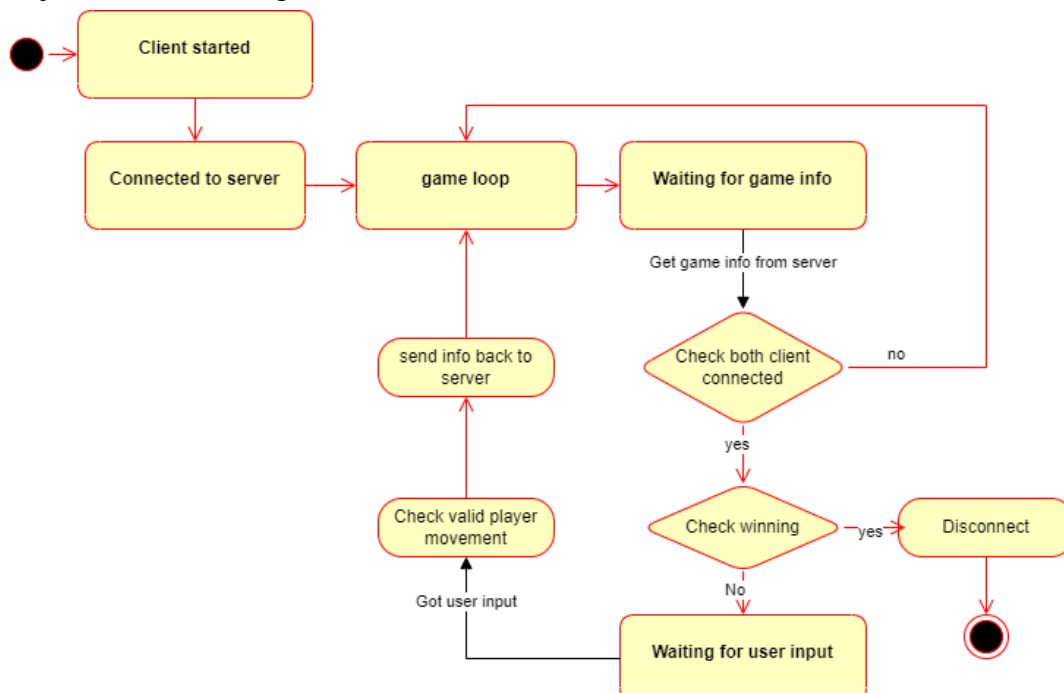 Client started
Connected to server
game loop
Waiting for game info
Get game info from server
Check both client
connected
no
send info back to
server
yes
Check valid player
movement
Check winning
yes
Disconnect
No
Got user input
Waiting for user input